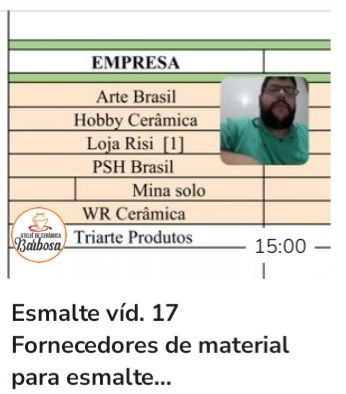 EMPRESA
Arte Brasil
Hobby Cerâmica
Loja Risi [1]
PSH Brasil
Mina solo
WR Cerâmica
Triarte Produtos
ATELIÊ DE CERÂMICA
Barbosa
15:00
Esmalte víd. 17
Fornecedores de material
para esmalte...